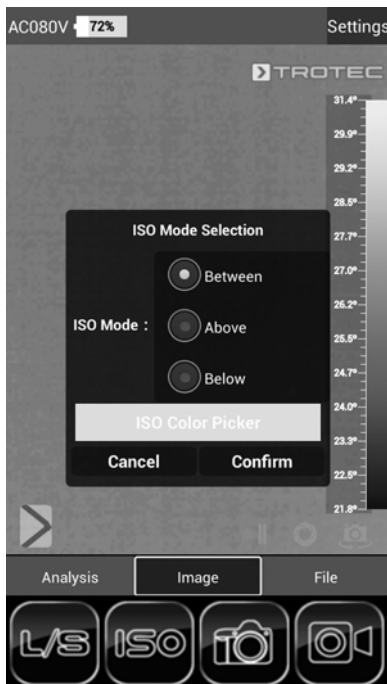 AC080V 72% Settings
TROTEC
31.4°
29.9°
29.2°
28.5°
ISO Mode Selection
27.7°
27.0°
Between
26.2°
ISO Mode : Above
25.5°
24.7°
Below
24.0°
ISO Color Picker
23.3°
Cancel Confirm
22.5°
21.8°
Analysis Image File
L/S ISO